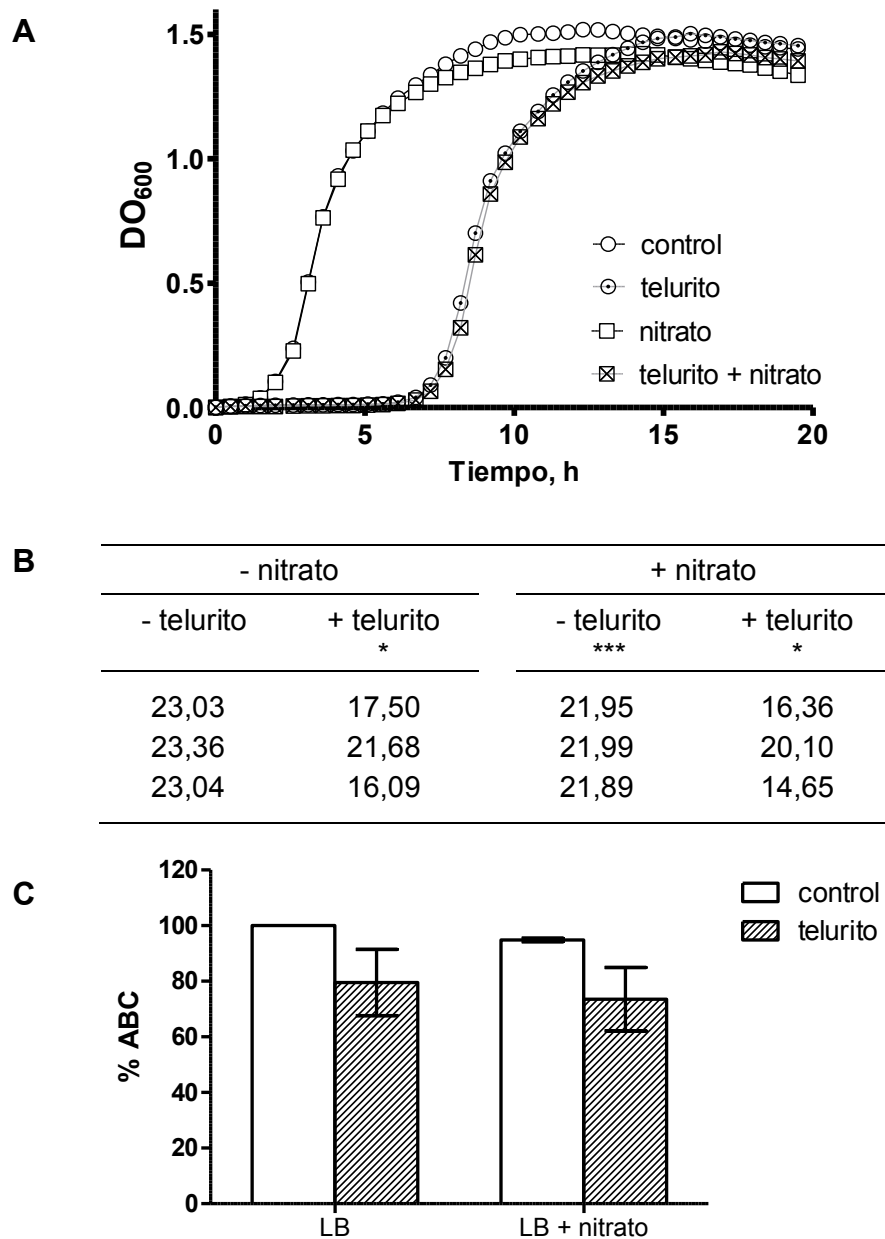 A
1.5
1.0
0.5
0.0
DO600
0 5 10 15 20
Tiempo, h
control
telurito
nitrato
telurito + nitrato
B
- nitrato + nitrato
- telurito + telurito - telurito + telurito
* *** *
23,03 17,50 21,95 16,36
23,36 21,68 21,99 20,10
23,04 16,09 21,89 14,65
C
120
100
80
60
40
20
0
% ABC
LB LB + nitrato
control
telurito